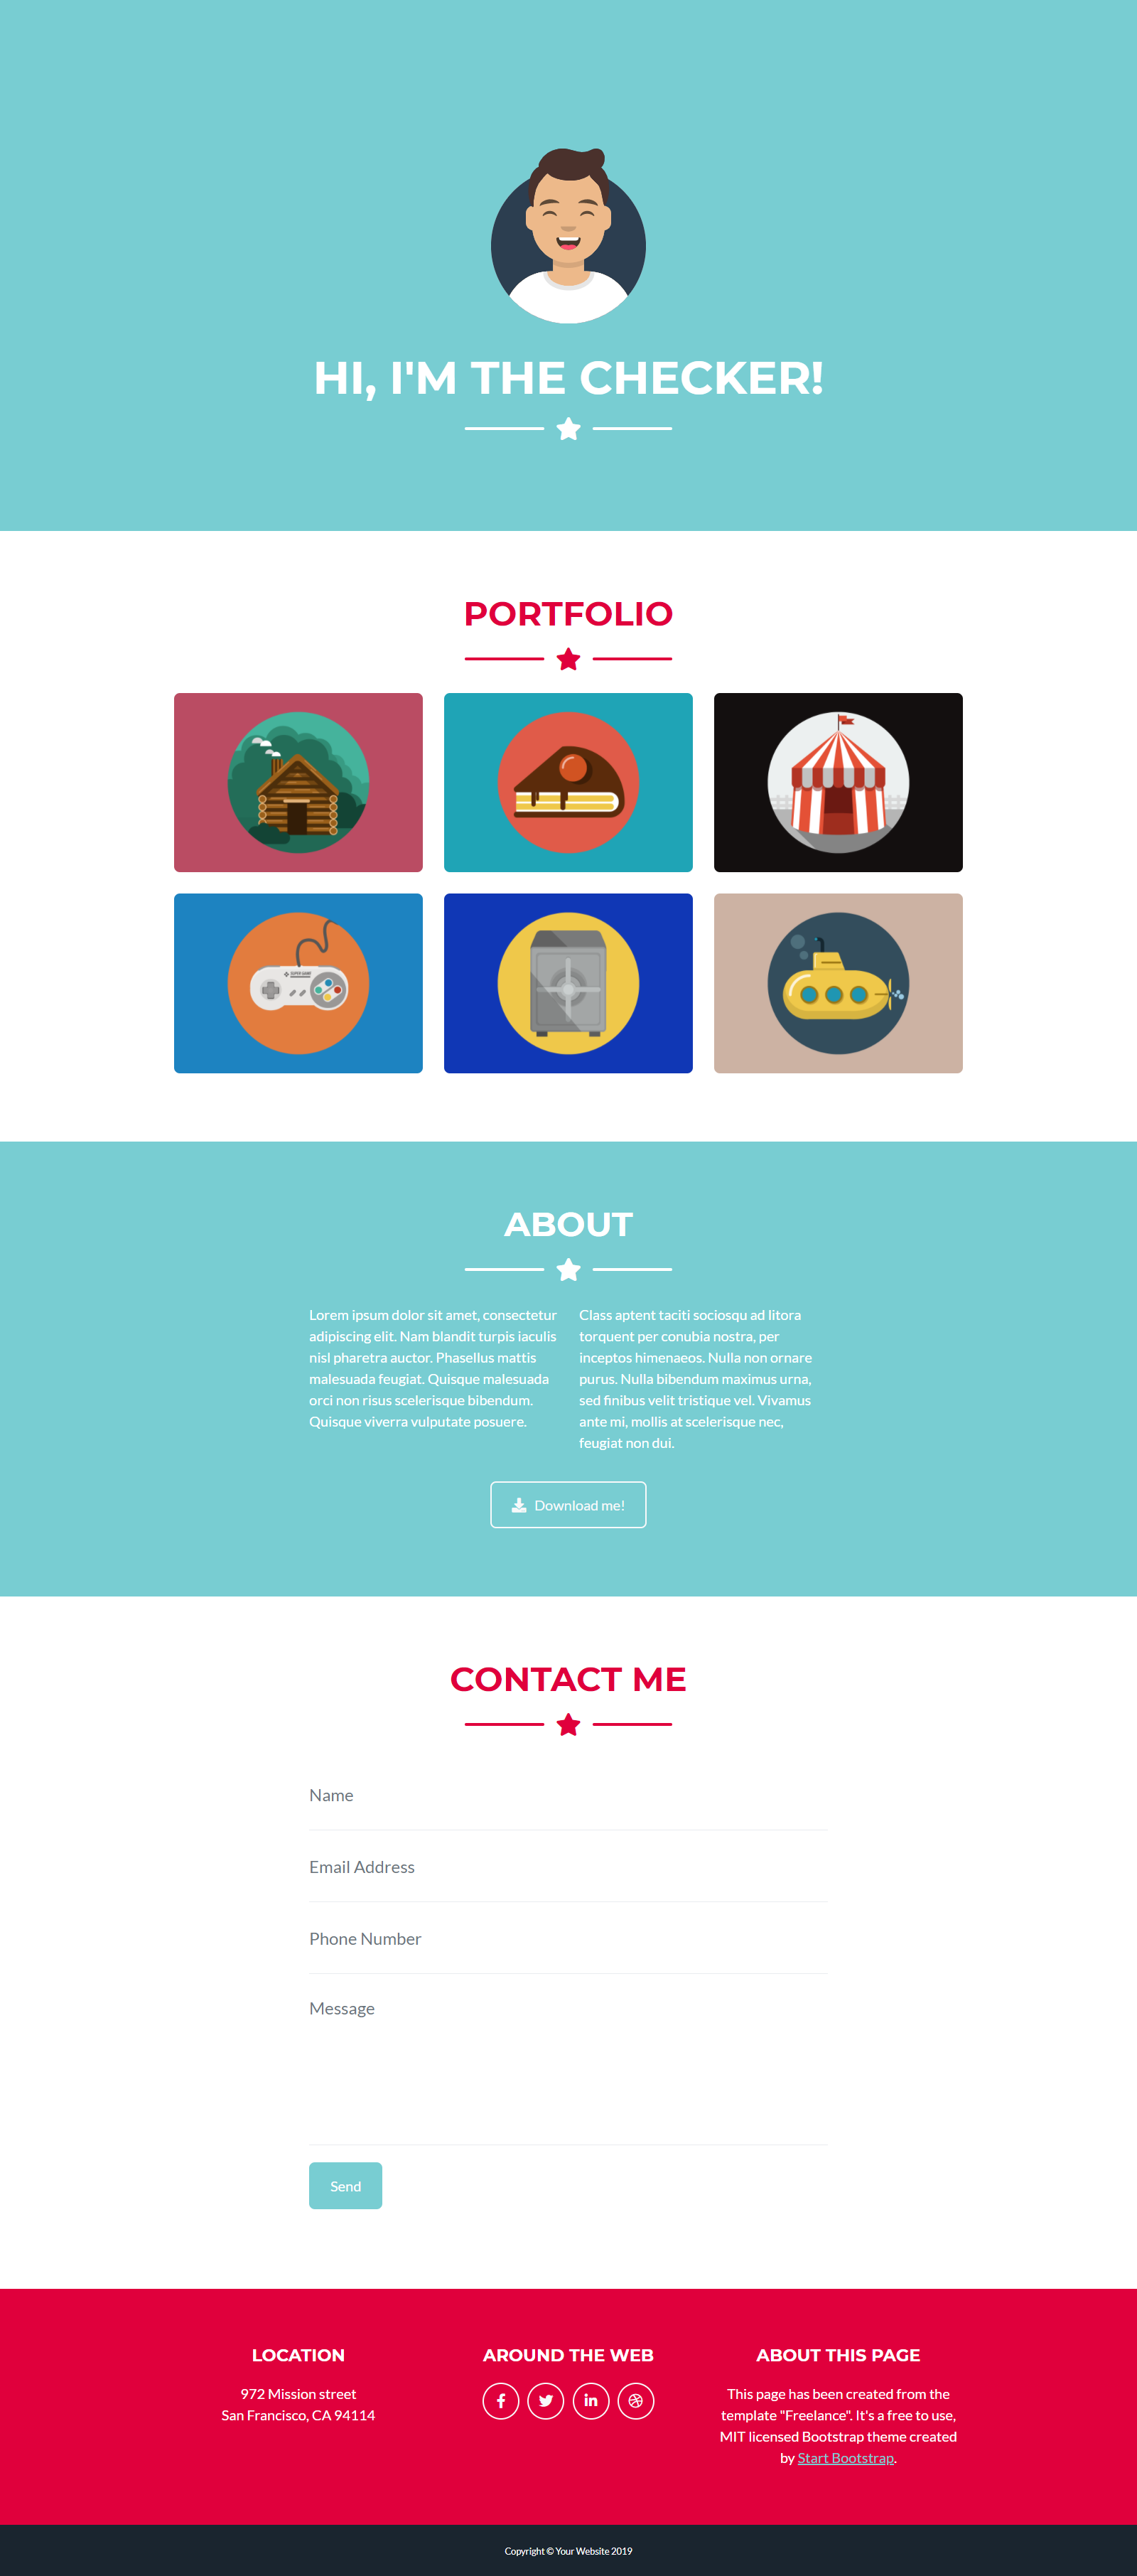 HI, I'M THE CHECKER!
PORTFOLIO
SUPER GAME
ABOUT
Lorem ipsum dolor sit amet, consectetur
adipiscing elit. Nam blandit turpis iaculis
nisl pharetra auctor. Phasellus mattis
malesuada feugiat. Quisque malesuada
orci non risus scelerisque bibendum.
Quisque viverra vulputate posuere.
Class aptent taciti sociosqu ad litora
torquent per conubia nostra, per
inceptos himenaeos. Nulla non ornare
purus. Nulla bibendum maximus urna,
sed finibus velit tristique vel. Vivamus
ante mi, mollis at scelerisque nec,
feugiat non dui.
Download me!
CONTACT ME
Name
Email Address
Phone Number
Message
Send
LOCATION
972 Mission street
San Francisco, CA 94114
AROUND THE WEB
ABOUT THIS PAGE
This page has been created from the
template "Freelance". It's a free to use,
MIT licensed Bootstrap theme created
by Start Bootstrap.
Copyright © Your Website 2019